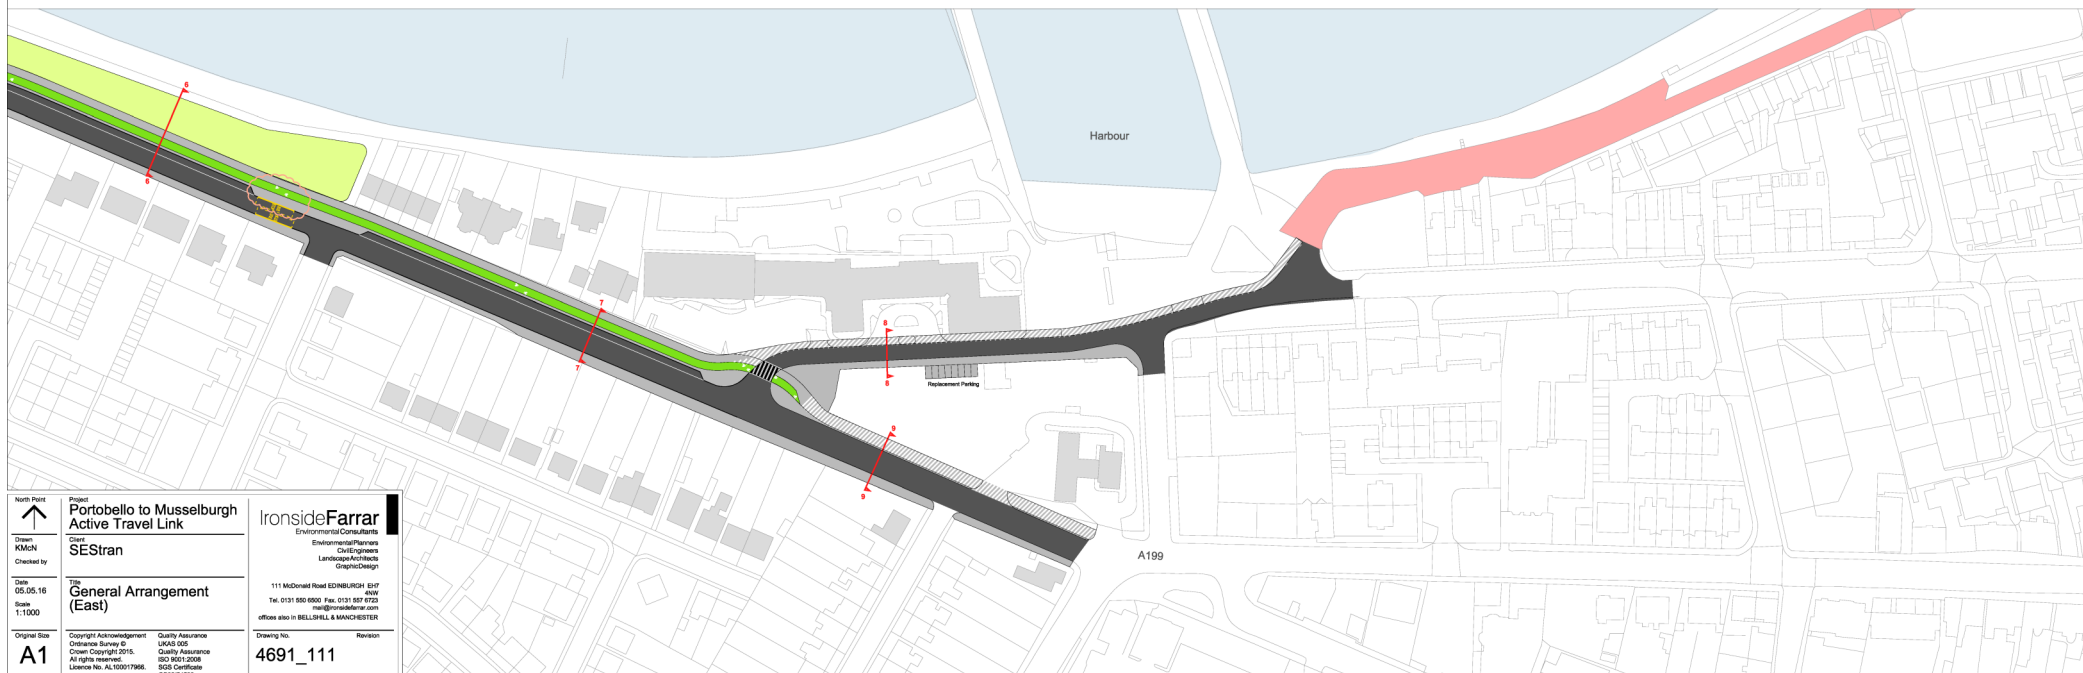 6
6
Harbour
7
7
8
8
Replacement Parking
9
9
A199
North Point
Project
Portobello to Musselburgh
Active Travel Link
Drawn
KMcN
Checked by
Client
SEStran
Date
05.05.16
Scale
1:1000
Title
General Arrangement
(East)
Original Size
A1
Copyright Acknowledgement
Ordnance Survey ©
Crown Copyright 2015.
All rights reserved.
Licence No. AL100017966.
Quality Assurance
UKAS 005
Quality Assurance
ISO 9001:2008
SGS Certificate
IronsideFarrar
EnvironmentalConsultants
EnvironmentalPlanners
CivilEngineers
LandscapeArchitects
GraphicDesign
111 McDonald Road EDINBURGH EH7
4NW
Tel. 0131 550 6500 Fax. 0131 557 6723
mail@ironsidefarrar.com
offices also in BELLSHILL & MANCHESTER
Drawing No.
Revision
4691_111